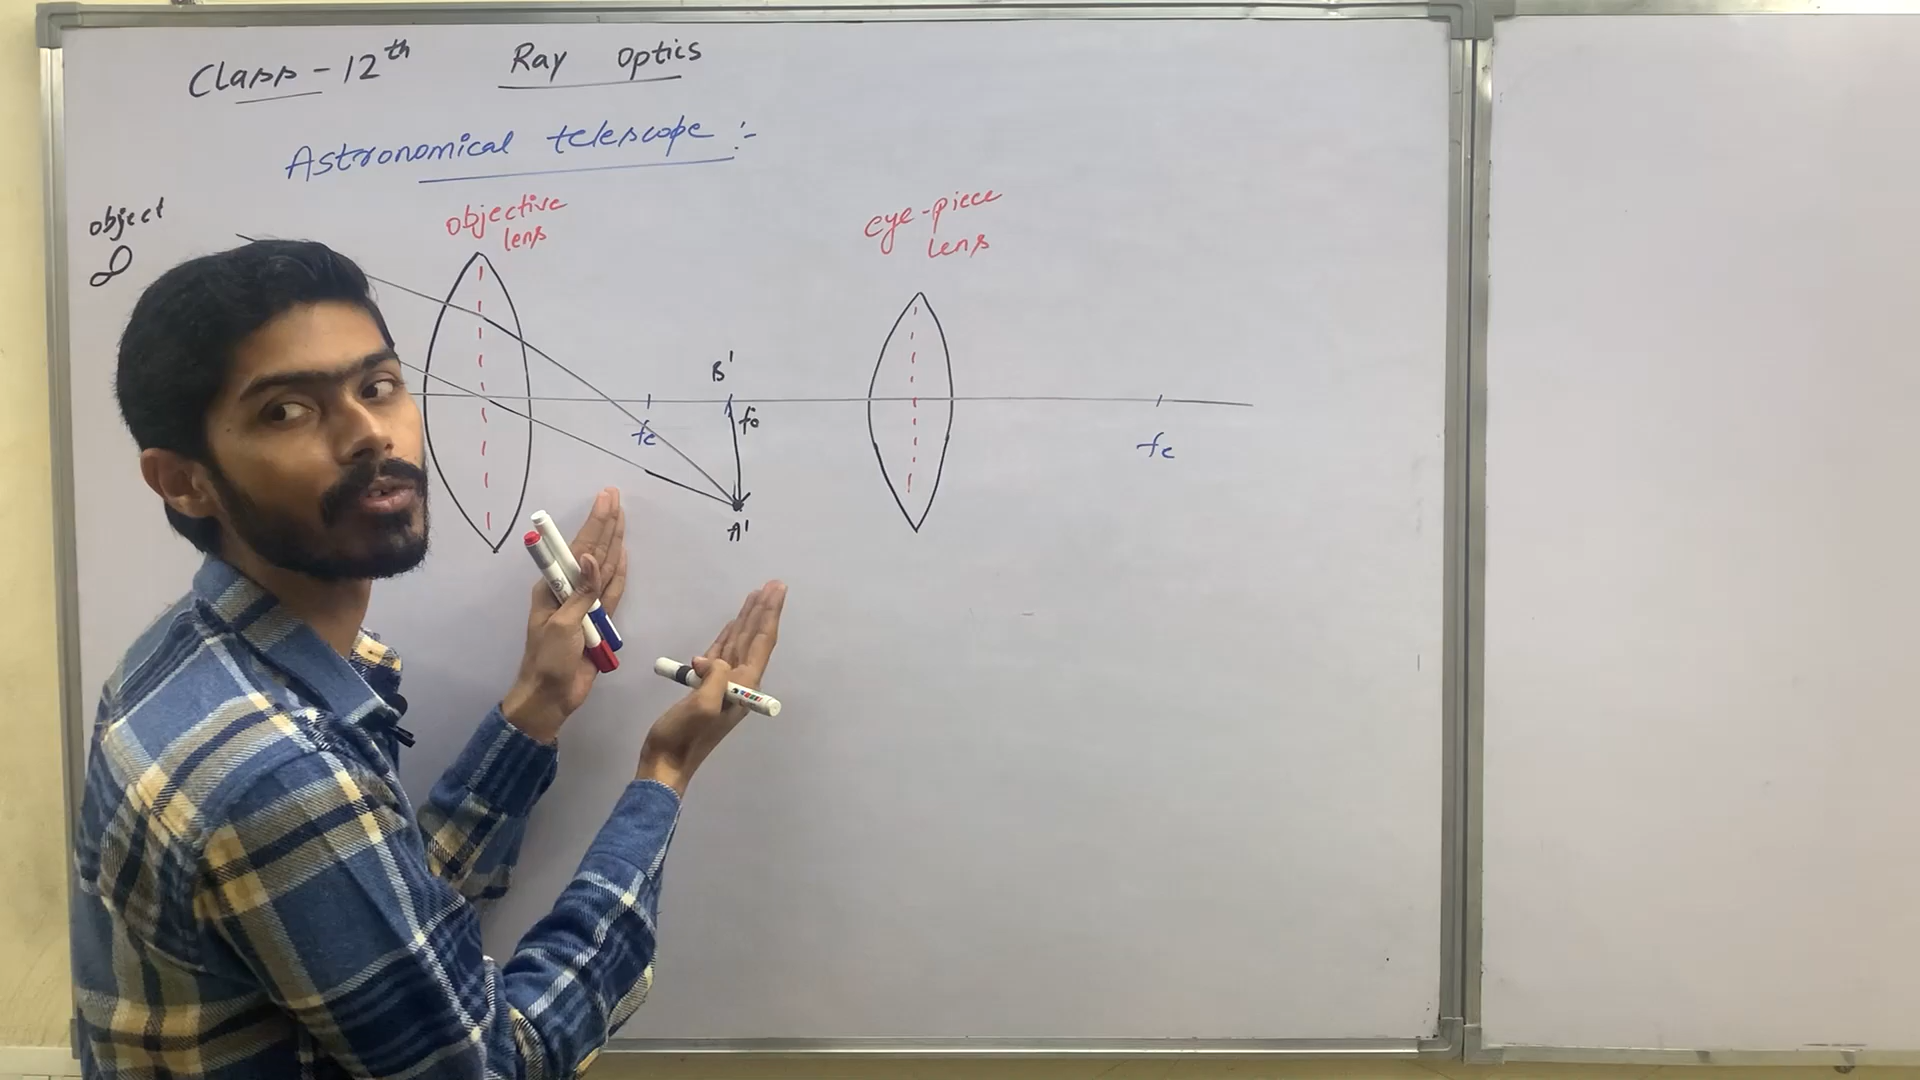 Class-12th Ray Optics
Astronomical telescope :-
object
∞
objective
lens
eye-piece
lens
B'
fo
fe
fe
A'